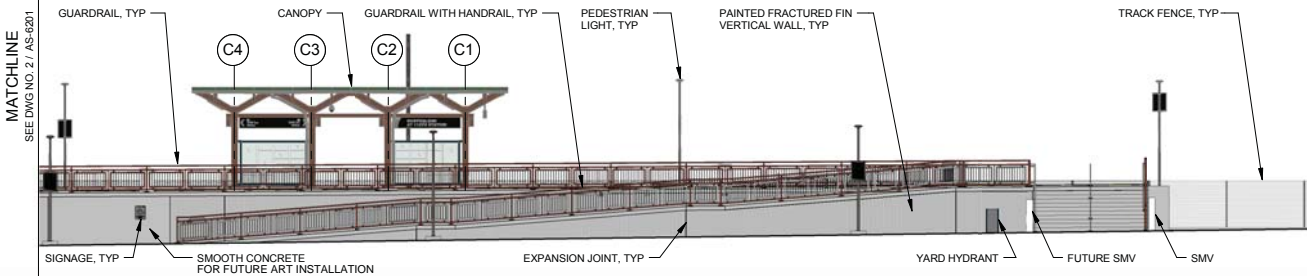 MATCHLINE
SEE DWG NO. 2 / AS-6201
GUARDRAIL, TYP
CANOPY
GUARDRAIL WITH HANDRAIL, TYP
PEDESTRIAN
LIGHT, TYP
PAINTED FRACTURED FIN
VERTICAL WALL, TYP
TRACK FENCE, TYP
C4
C3
C2
C1
SIGNAGE, TYP
SMOOTH CONCRETE
FOR FUTURE ART INSTALLATION
EXPANSION JOINT, TYP
YARD HYDRANT
FUTURE SMV
SMV